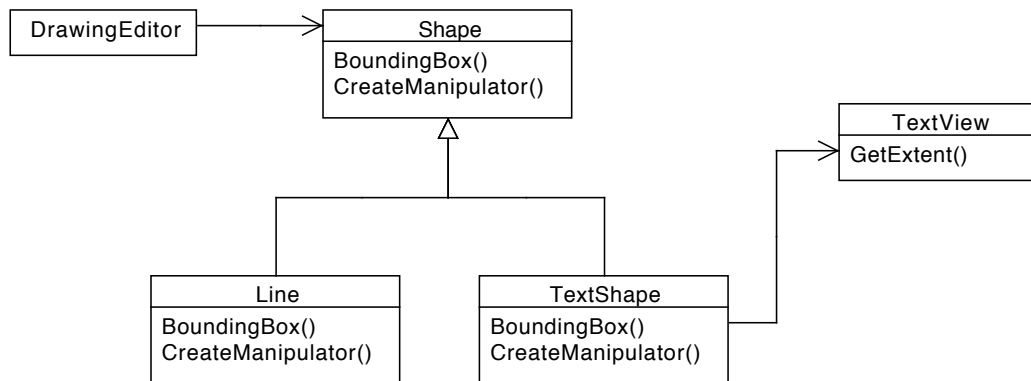 DrawingEditor
Shape
BoundingBox()
CreateManipulator()
TextView
GetExtent()
Line
BoundingBox()
CreateManipulator()
TextShape
BoundingBox()
CreateManipulator()